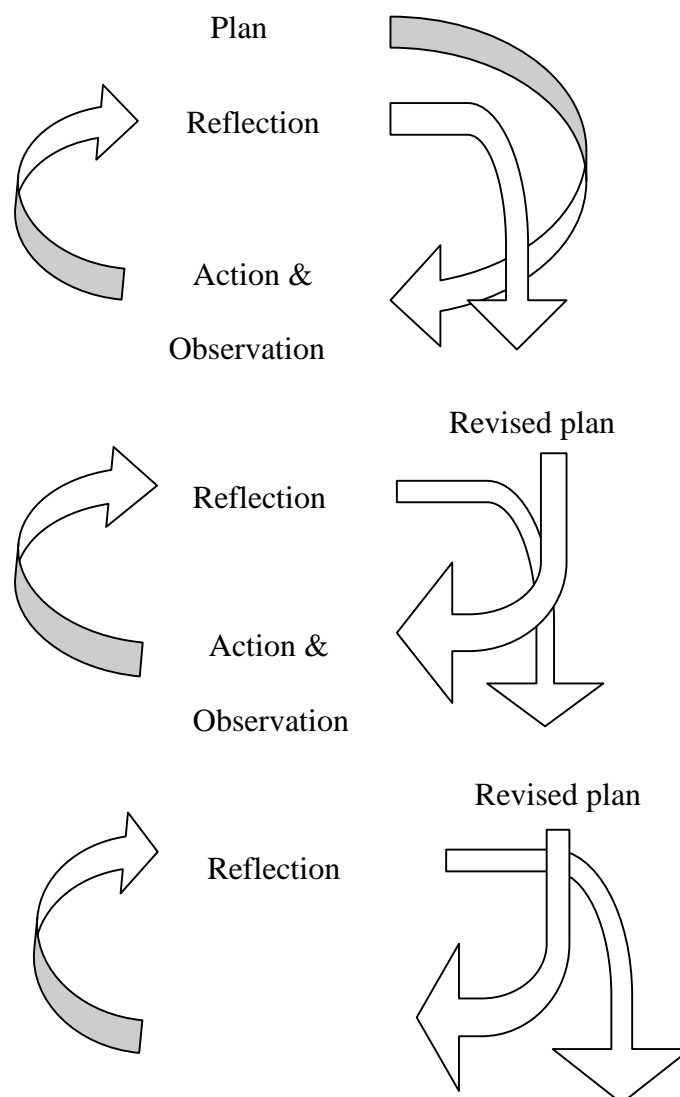 Plan
Reflection
Action &
Observation
Revised plan
Reflection
Action &
Observation
Revised plan
Reflection